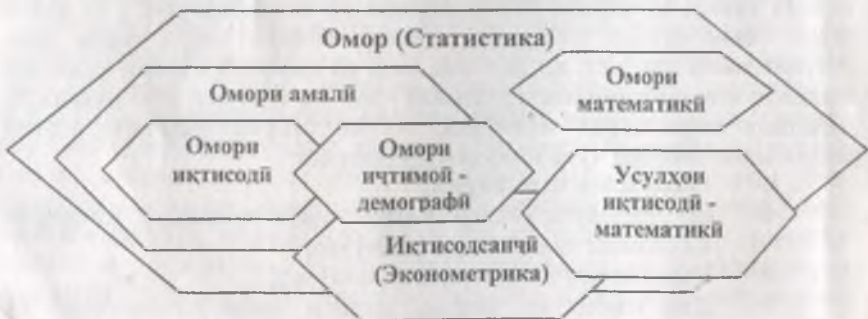 Омор (Статистика)
Омори амалӣ
Омори
математикӣ
Омори
иқтисодӣ
Омори
иҷтимоӣ -
демографӣ
Усулҳои
иқтисодӣ -
математикӣ
Иқтисодсанҷӣ
(Эконометрика)